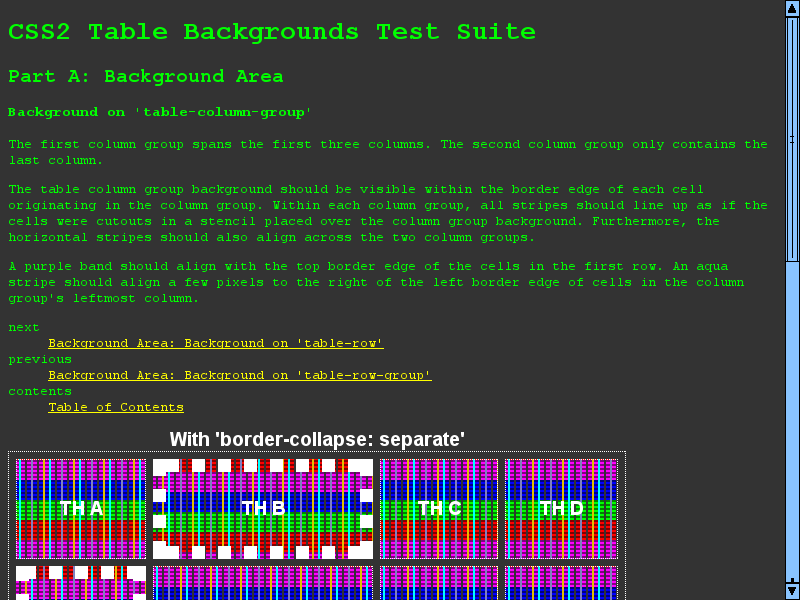 CSS2 Table Backgrounds Test Suite
Part A: Background Area
Background on 'table-column-group'
The first column group spans the first three columns. The second column group only contains the
last column.
The table column group background should be visible within the border edge of each cell
originating in the column group. Within each column group, all stripes should line up as if the
cells were cutouts in a stencil placed over the column group background. Furthermore, the
horizontal stripes should also align across the two column groups.
A purple band should align with the top border edge of the cells in the first row. An aqua
stripe should align a few pixels to the right of the left border edge of cells in the column
group's leftmost column.
next
Background Area: Background on 'table-row'
previous
Background Area: Background on 'table-row-group'
contents
Table of Contents
With 'border-collapse: separate'
TH A TH B TH C TH D